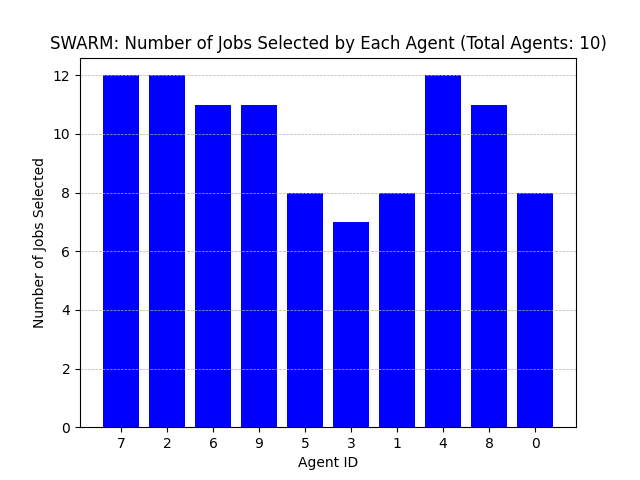 SWARM: Number of Jobs Selected by Each Agent (Total Agents: 10)
12
10
8
6
4
2
0
Number of Jobs Selected
7 2 6 9 5 3 1 4 8 0
Agent ID